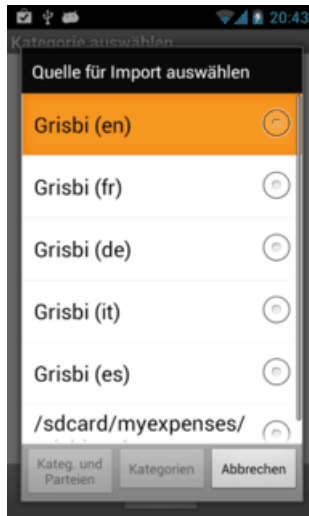 20:43
Kategorie auswählen
Quelle für Import auswählen
Grisbi (en)
Grisbi (fr)
Grisbi (de)
Grisbi (it)
Grisbi (es)
/sdcard/myexpenses/
Kateg. und
Parteien
Kategorien
Abbrechen